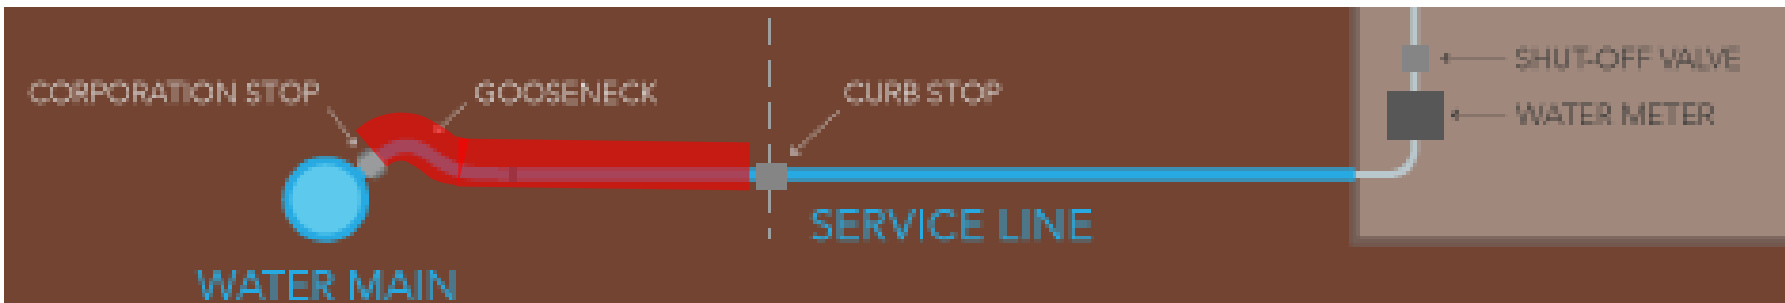 CORPORATION STOP
GOOSENECK
CURB STOP
SHUT-OFF VALVE
WATER METER
SERVICE LINE
WATER MAIN